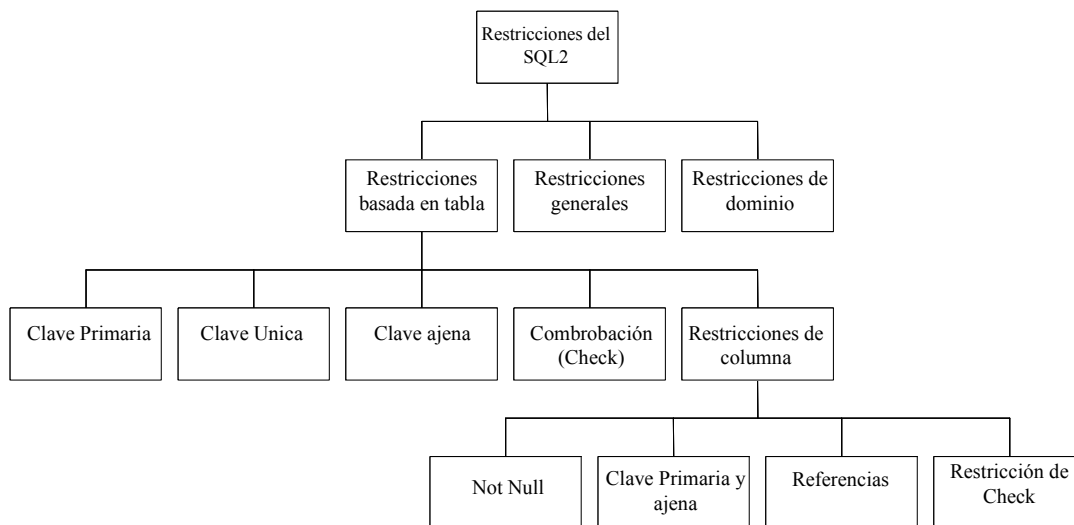 Restricciones del
SQL2
Restricciones
basada en tabla
Restricciones
generales
Restricciones de
dominio
Clave Primaria
Clave Unica
Clave ajena
Combrobación
(Check)
Restricciones de
columna
Not Null
Clave Primaria y
ajena
Referencias
Restricción de
Check